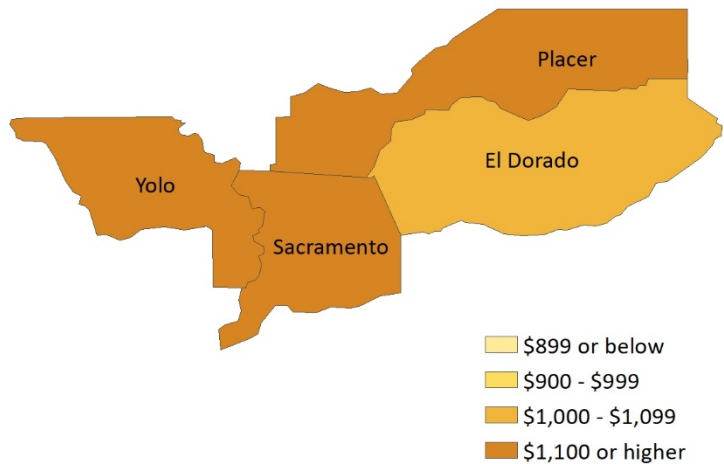 Placer
El Dorado
Yolo
Sacramento
$899 or below
$900 - $999
$1,000 - $1,099
$1,100 or higher